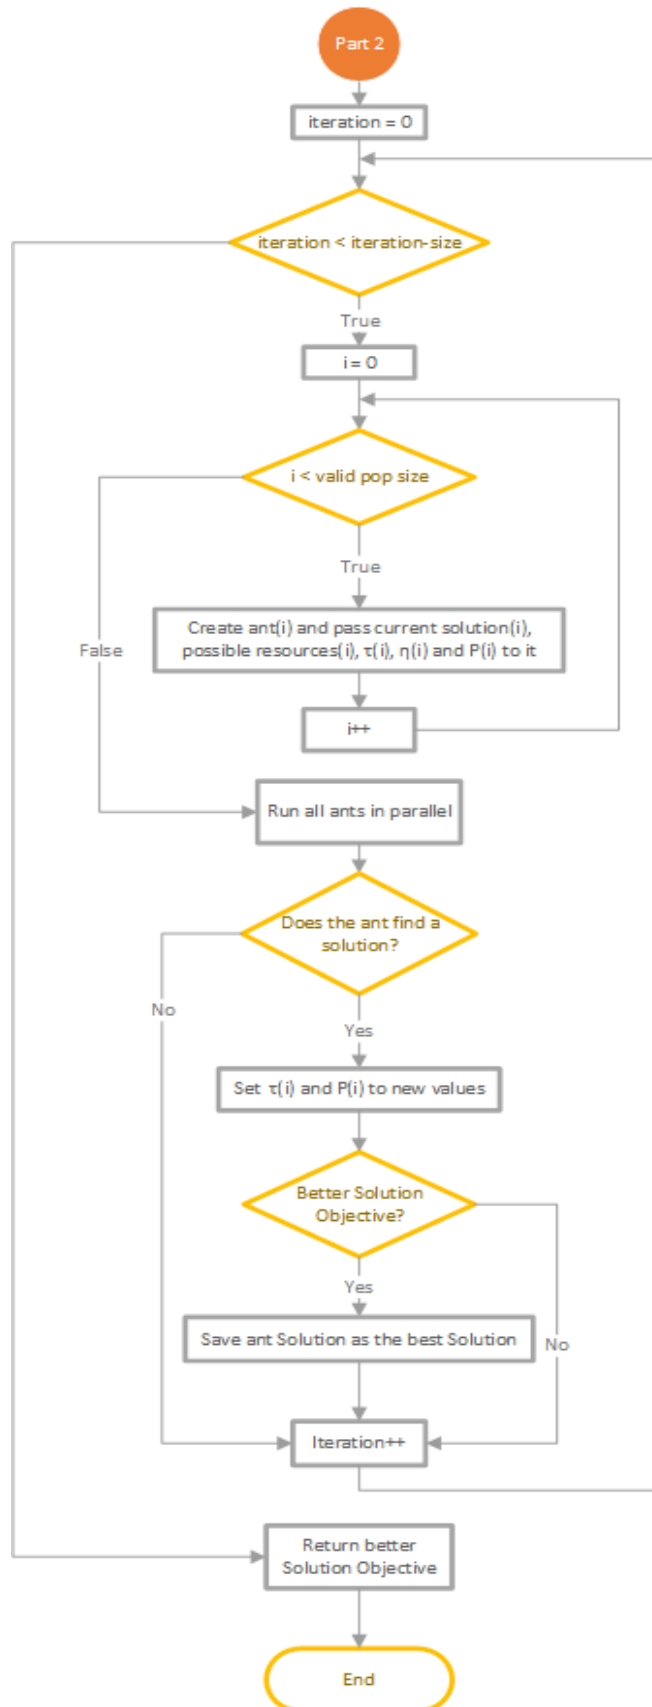 Part 2
iteration = 0
iteration < iteration-size
True
i = 0
i < valid pop size
True
Create ant(i) and pass current solution(i),
possible resources(i), τ(i), η(i) and P(i) to it
False
i++
Run all ants in parallel
Does the ant find a
solution?
No
Yes
Set τ(i) and P(i) to new values
Better Solution
Objective?
Yes
Save ant Solution as the best Solution
No
Iteration++
Return better
Solution Objective
End